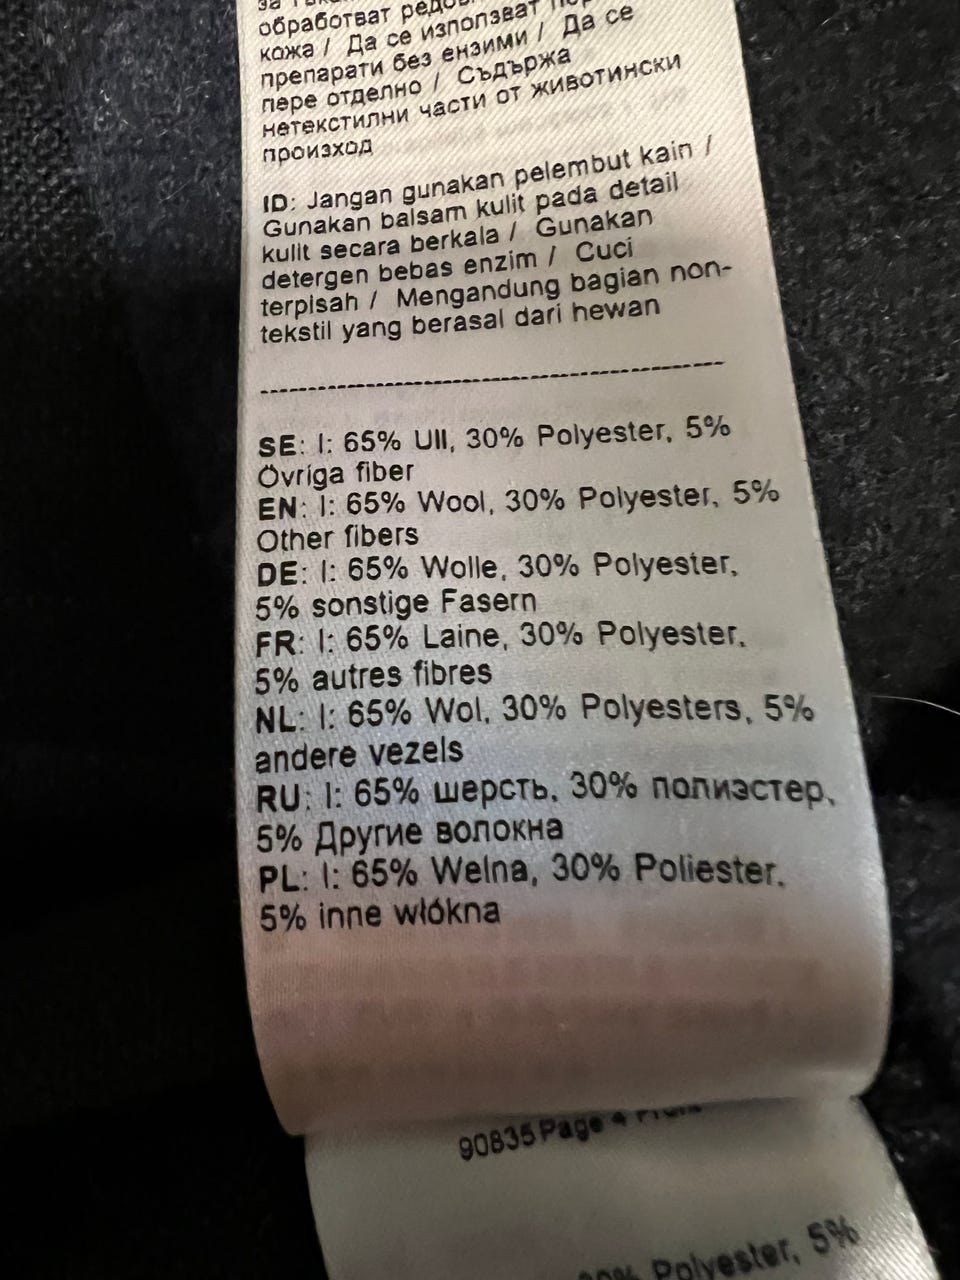 за
обработват
кожа / Да се използват
препарати без ензими / Да се
пере отделно / Съдържа
нетекстилни части от животински
произход
ID: Jangan gunakan pelembut kain /
Gunakan balsam kulit pada detail
kulit secara berkala / Gunakan
detergen bebas enzim / Cuci
terpisah / Mengandung bagian non-
tekstil yang berasal dari hewan
SE: I: 65% Ull, 30% Polyester, 5%
Övriga fiber
EN: I: 65% Wool, 30% Polyester, 5%
Other fibers
DE: I: 65% Wolle, 30% Polyester,
5% sonstige Fasern
FR: I: 65% Laine, 30% Polyester,
5% autres fibres
NL: I: 65% Wol, 30% Polyesters, 5%
andere vezels
RU: I: 65% шерсть, 30% полиэстер,
5% Другие волокна
PL: I: 65% Welna, 30% Poliester,
5% inne włókna
90835 Page 4
Polyester, 5%